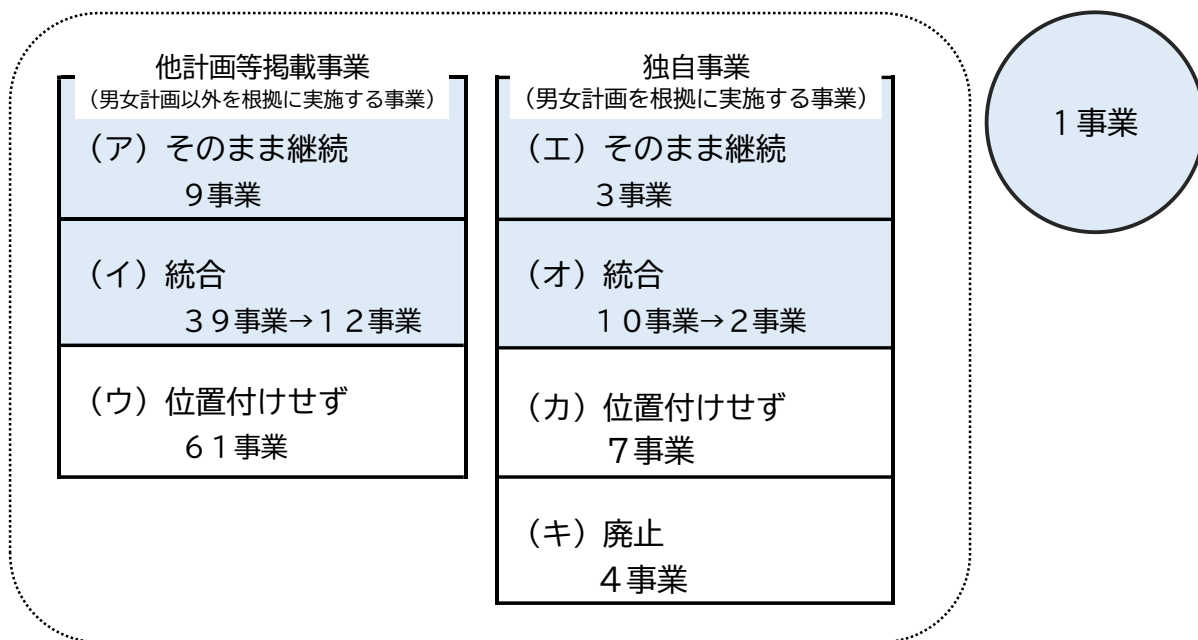 他計画等掲載事業
（男女計画以外を根拠に実施する事業）
（ア）そのまま継続
９事業
（イ）統合
３９事業→１２事業
（ウ）位置付けせず
６１事業
独自事業
（男女計画を根拠に実施する事業）
（エ）そのまま継続
３事業
（オ）統合
１０事業→２事業
（カ）位置付けせず
７事業
（キ）廃止
４事業
１事業